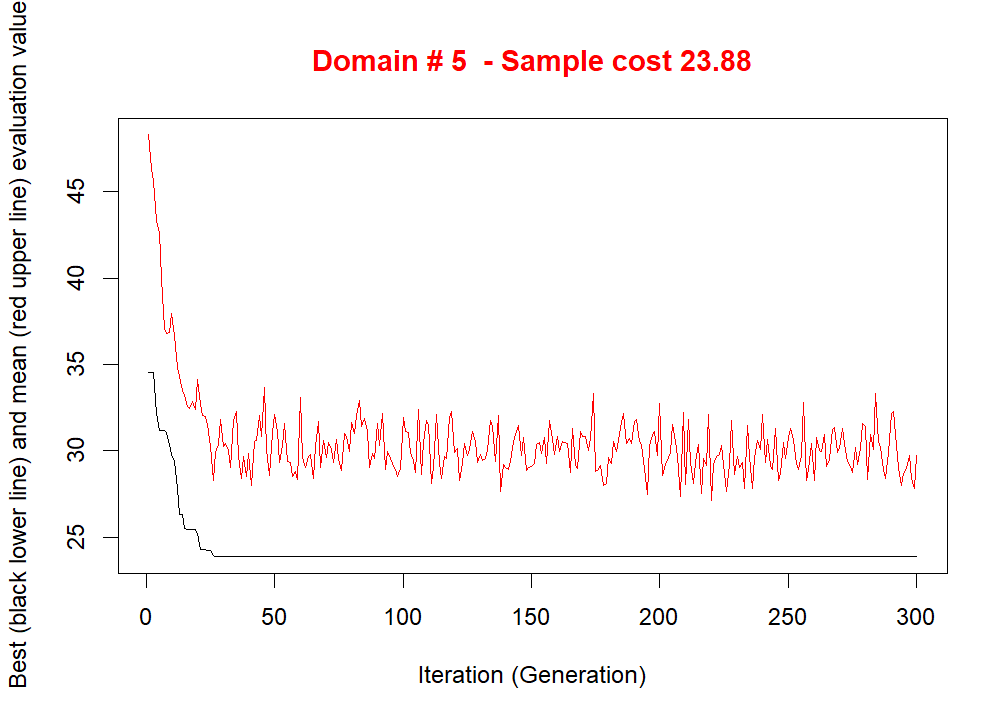 Domain # 5  - Sample cost 23.88
Best (black lower line) and mean (red upper line) evaluation value
45
40
35
30
25
0 50 100 150 200 250 300
Iteration (Generation)